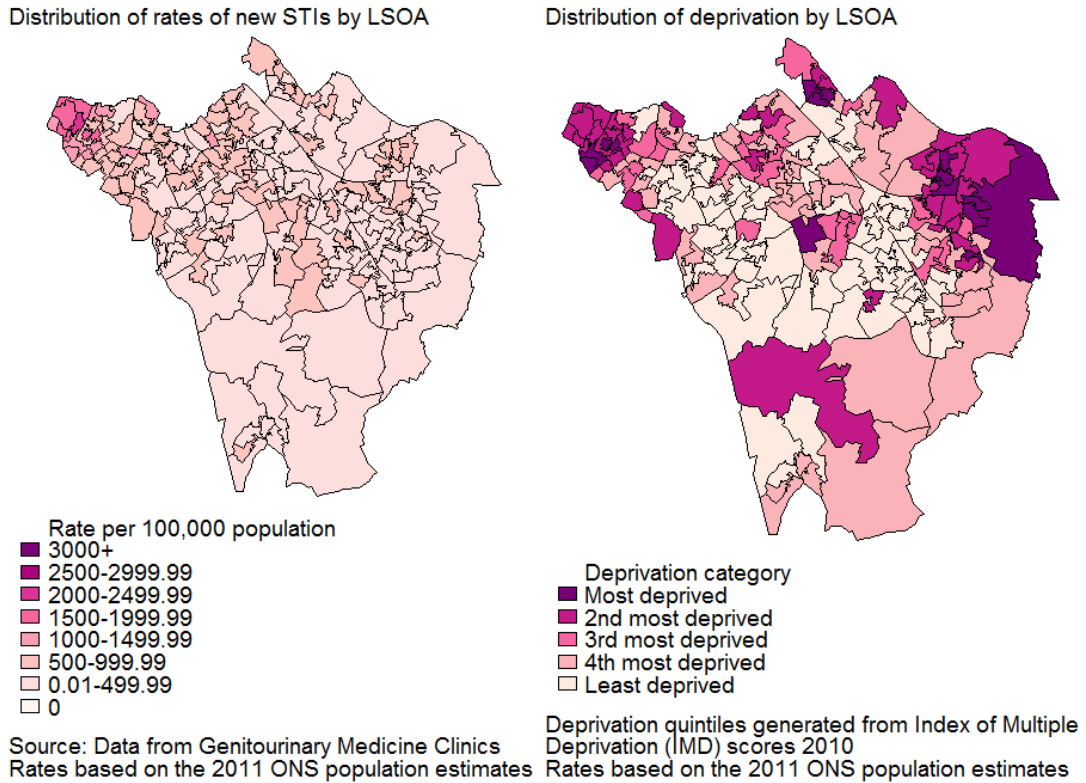 Distribution of rates of new STIs by LSOA
Rate per 100,000 population
3000+
2500-2999.99
2000-2499.99
1500-1999.99
1000-1499.99
500-999.99
0.01-499.99
0
Source: Data from Genitourinary Medicine Clinics
Rates based on the 2011 ONS population estimates
Distribution of deprivation by LSOA
Deprivation category
Most deprived
2nd most deprived
3rd most deprived
4th most deprived
Least deprived
Deprivation quintiles generated from Index of Multiple
Deprivation (IMD) scores 2010
Rates based on the 2011 ONS population estimates